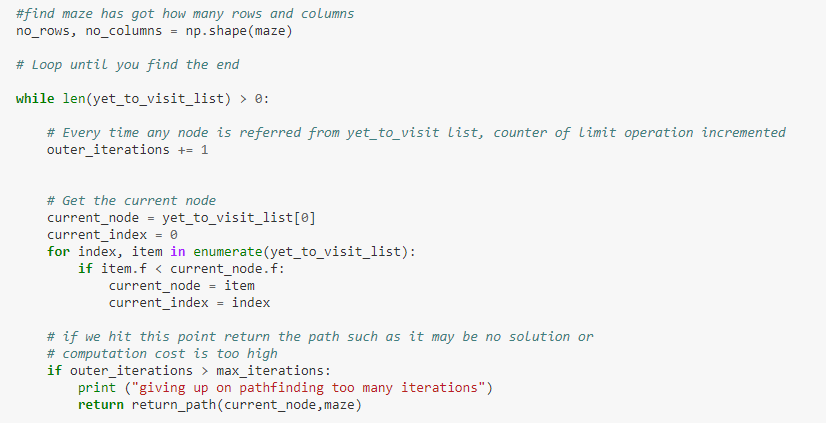 #find maze has got how many rows and columns
no_rows, no_columns = np.shape(maze)
# Loop until you find the end
while len(yet_to_visit_list) > 0:
# Every time any node is referred from yet_to_visit list, counter of limit operation incremented
outer_iterations += 1
# Get the current node
current_node = yet_to_visit_list[0]
current_index = 0
for index, item in enumerate(yet_to_visit_list):
if item.f < current_node.f:
current_node = item
current_index = index
# if we hit this point return the path such as it may be no solution or
# computation cost is too high
if outer_iterations > max_iterations:
print ("giving up on pathfinding too many iterations")
return return_path(current_node,maze)